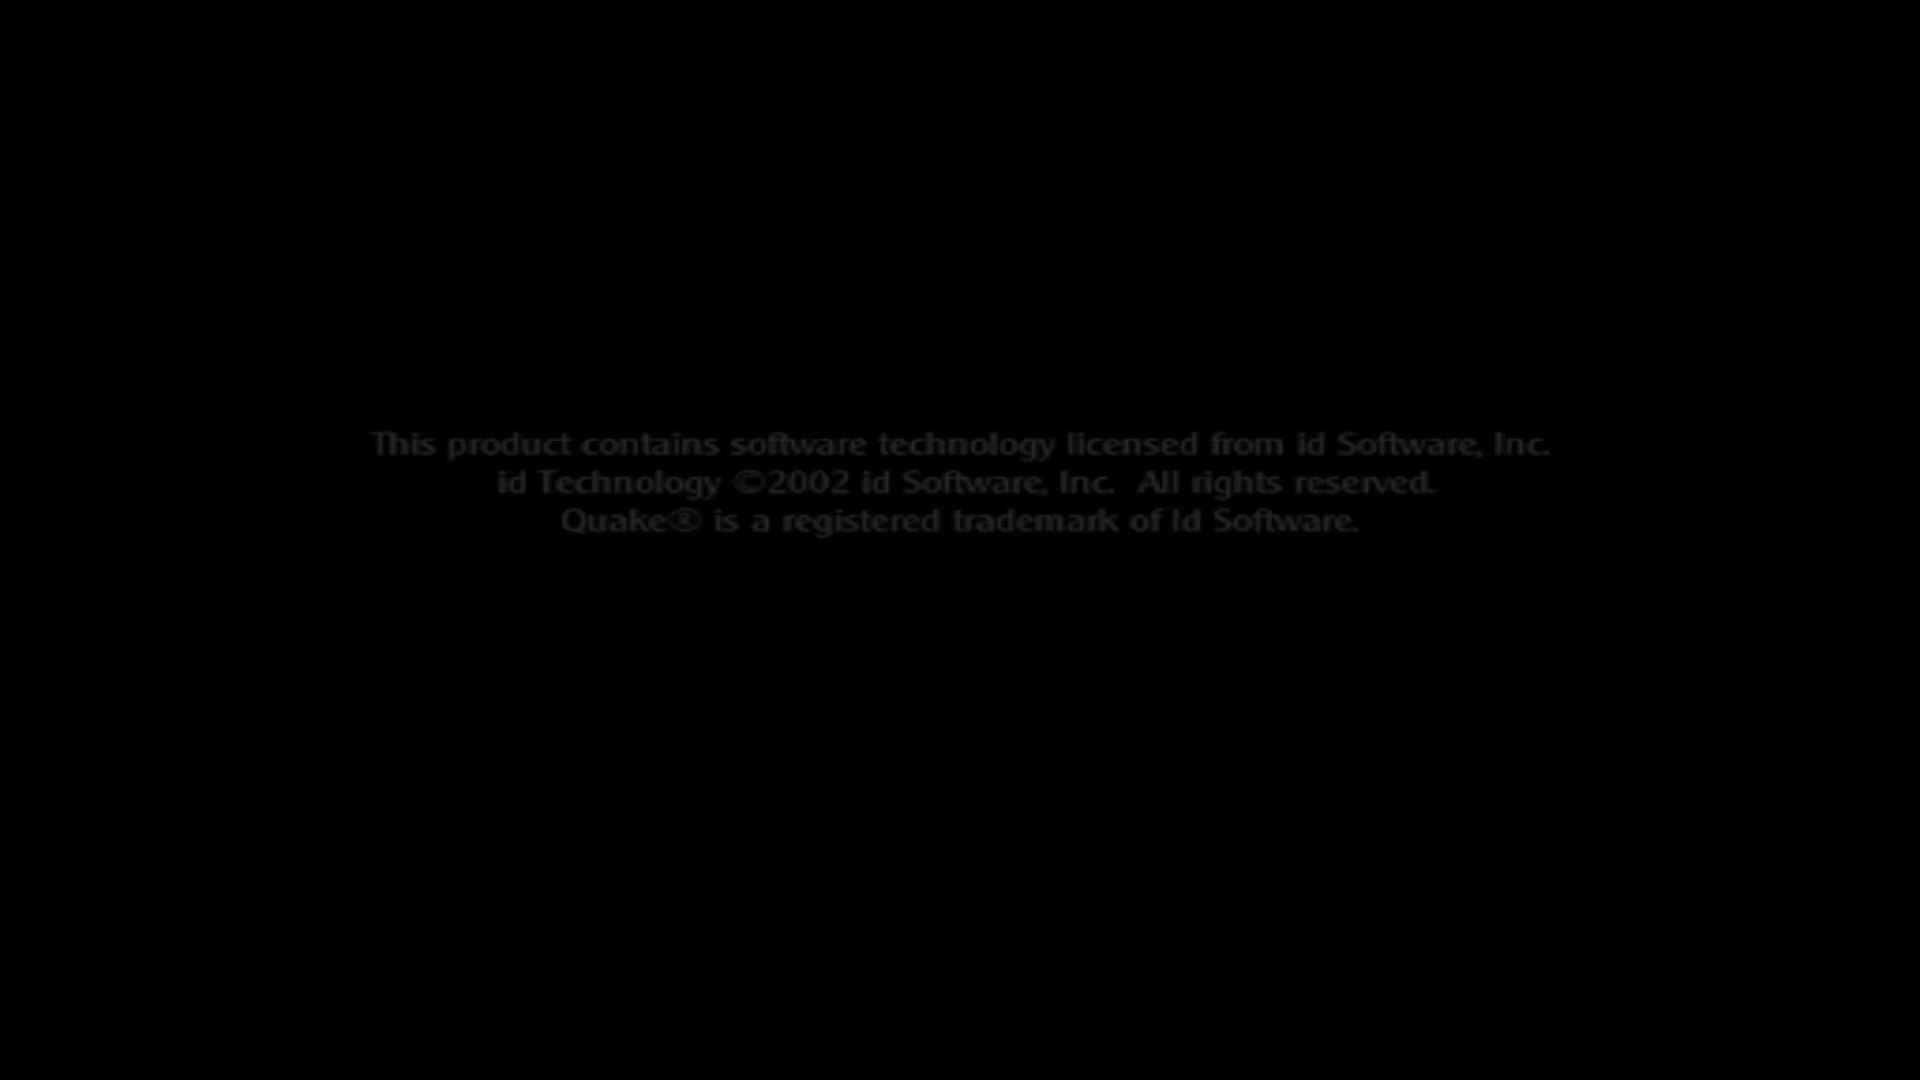 This product contains software technology licensed from id Software, Inc.
id Technology ©2002 id Software, Inc.  All rights reserved.
Quake® is a registered trademark of Id Software.